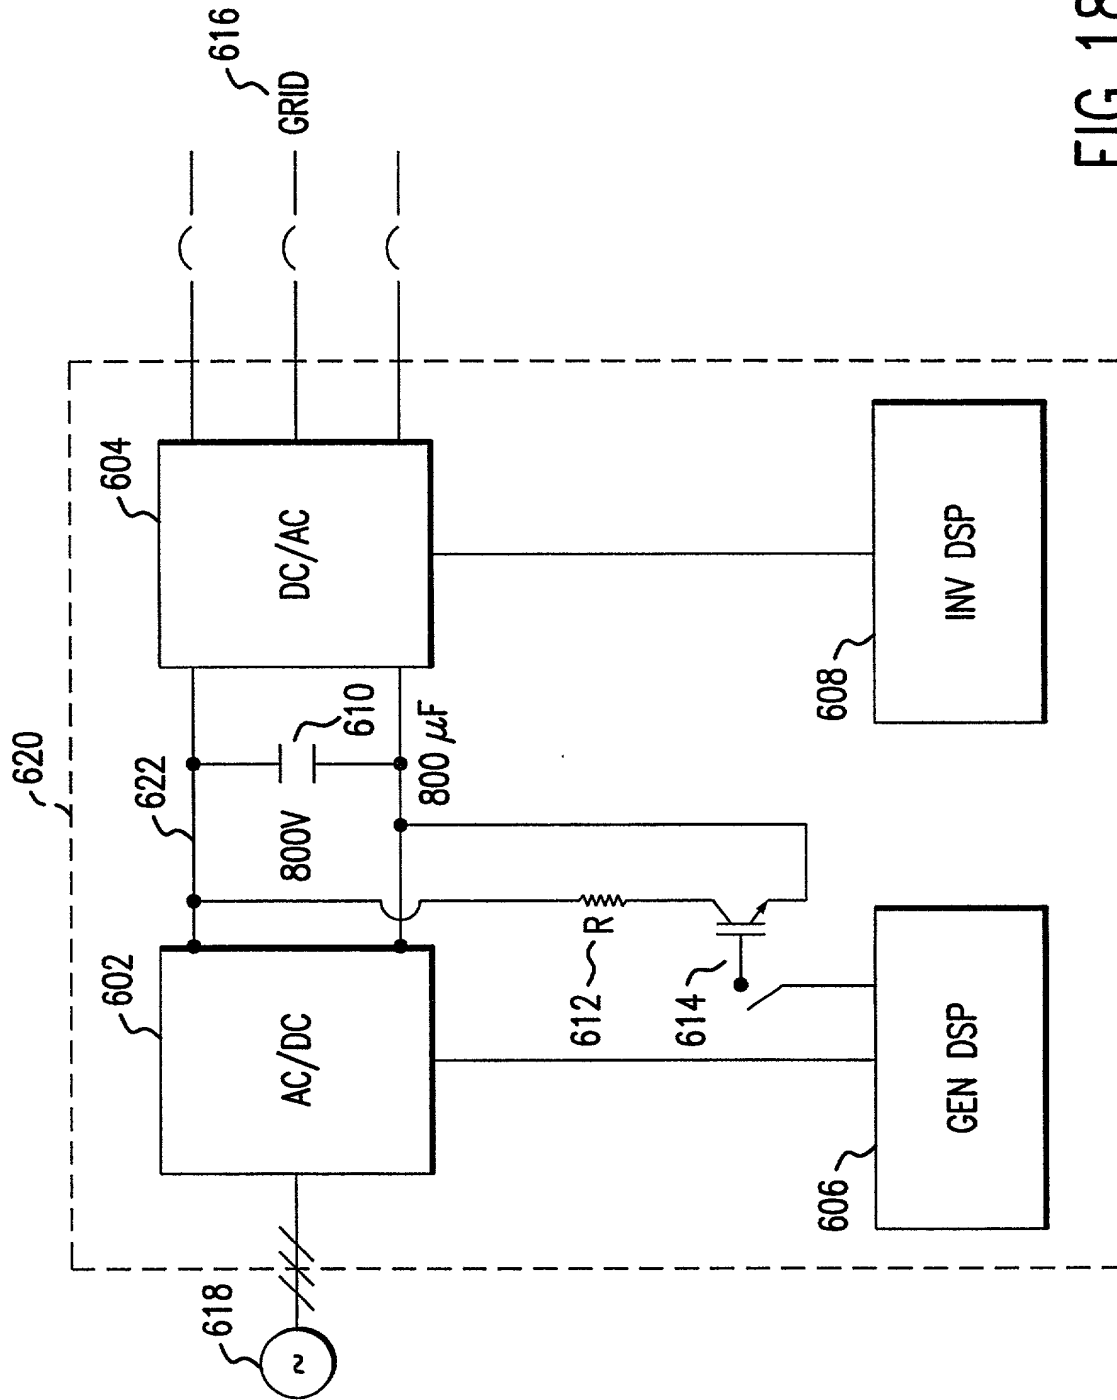 620
602
622
604
616
618
AC/DC
800V
DC/AC
GRID
610
800 µF
612
R
614
606
608
GEN DSP
INV DSP
FIG 18